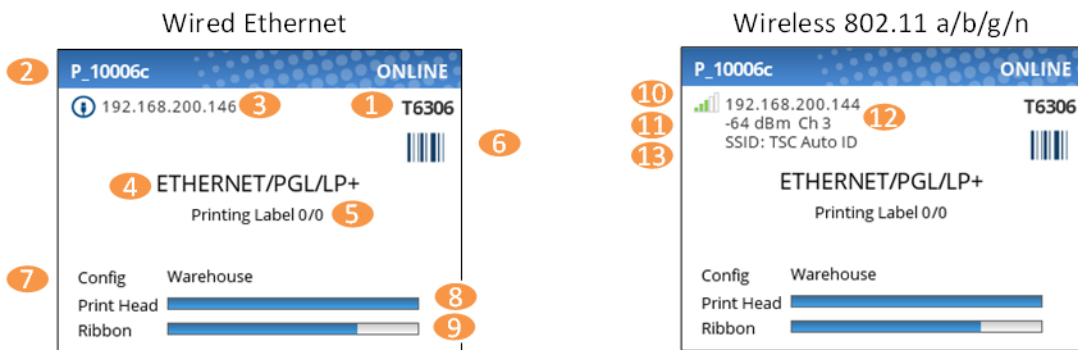 Wired Ethernet
2 P_10006c ONLINE
192.168.200.146 3 1 T6306
6
4 ETHERNET/PGL/LP+
Printing Label 0/0 5
7 Config Warehouse
Print Head 8
Ribbon 9
Wireless 802.11 a/b/g/n
P_10006c ONLINE
10 192.168.200.144 T6306
11 -64 dBm Ch 3 12
13 SSID: TSC Auto ID
ETHERNET/PGL/LP+
Printing Label 0/0
Config Warehouse
Print Head
Ribbon